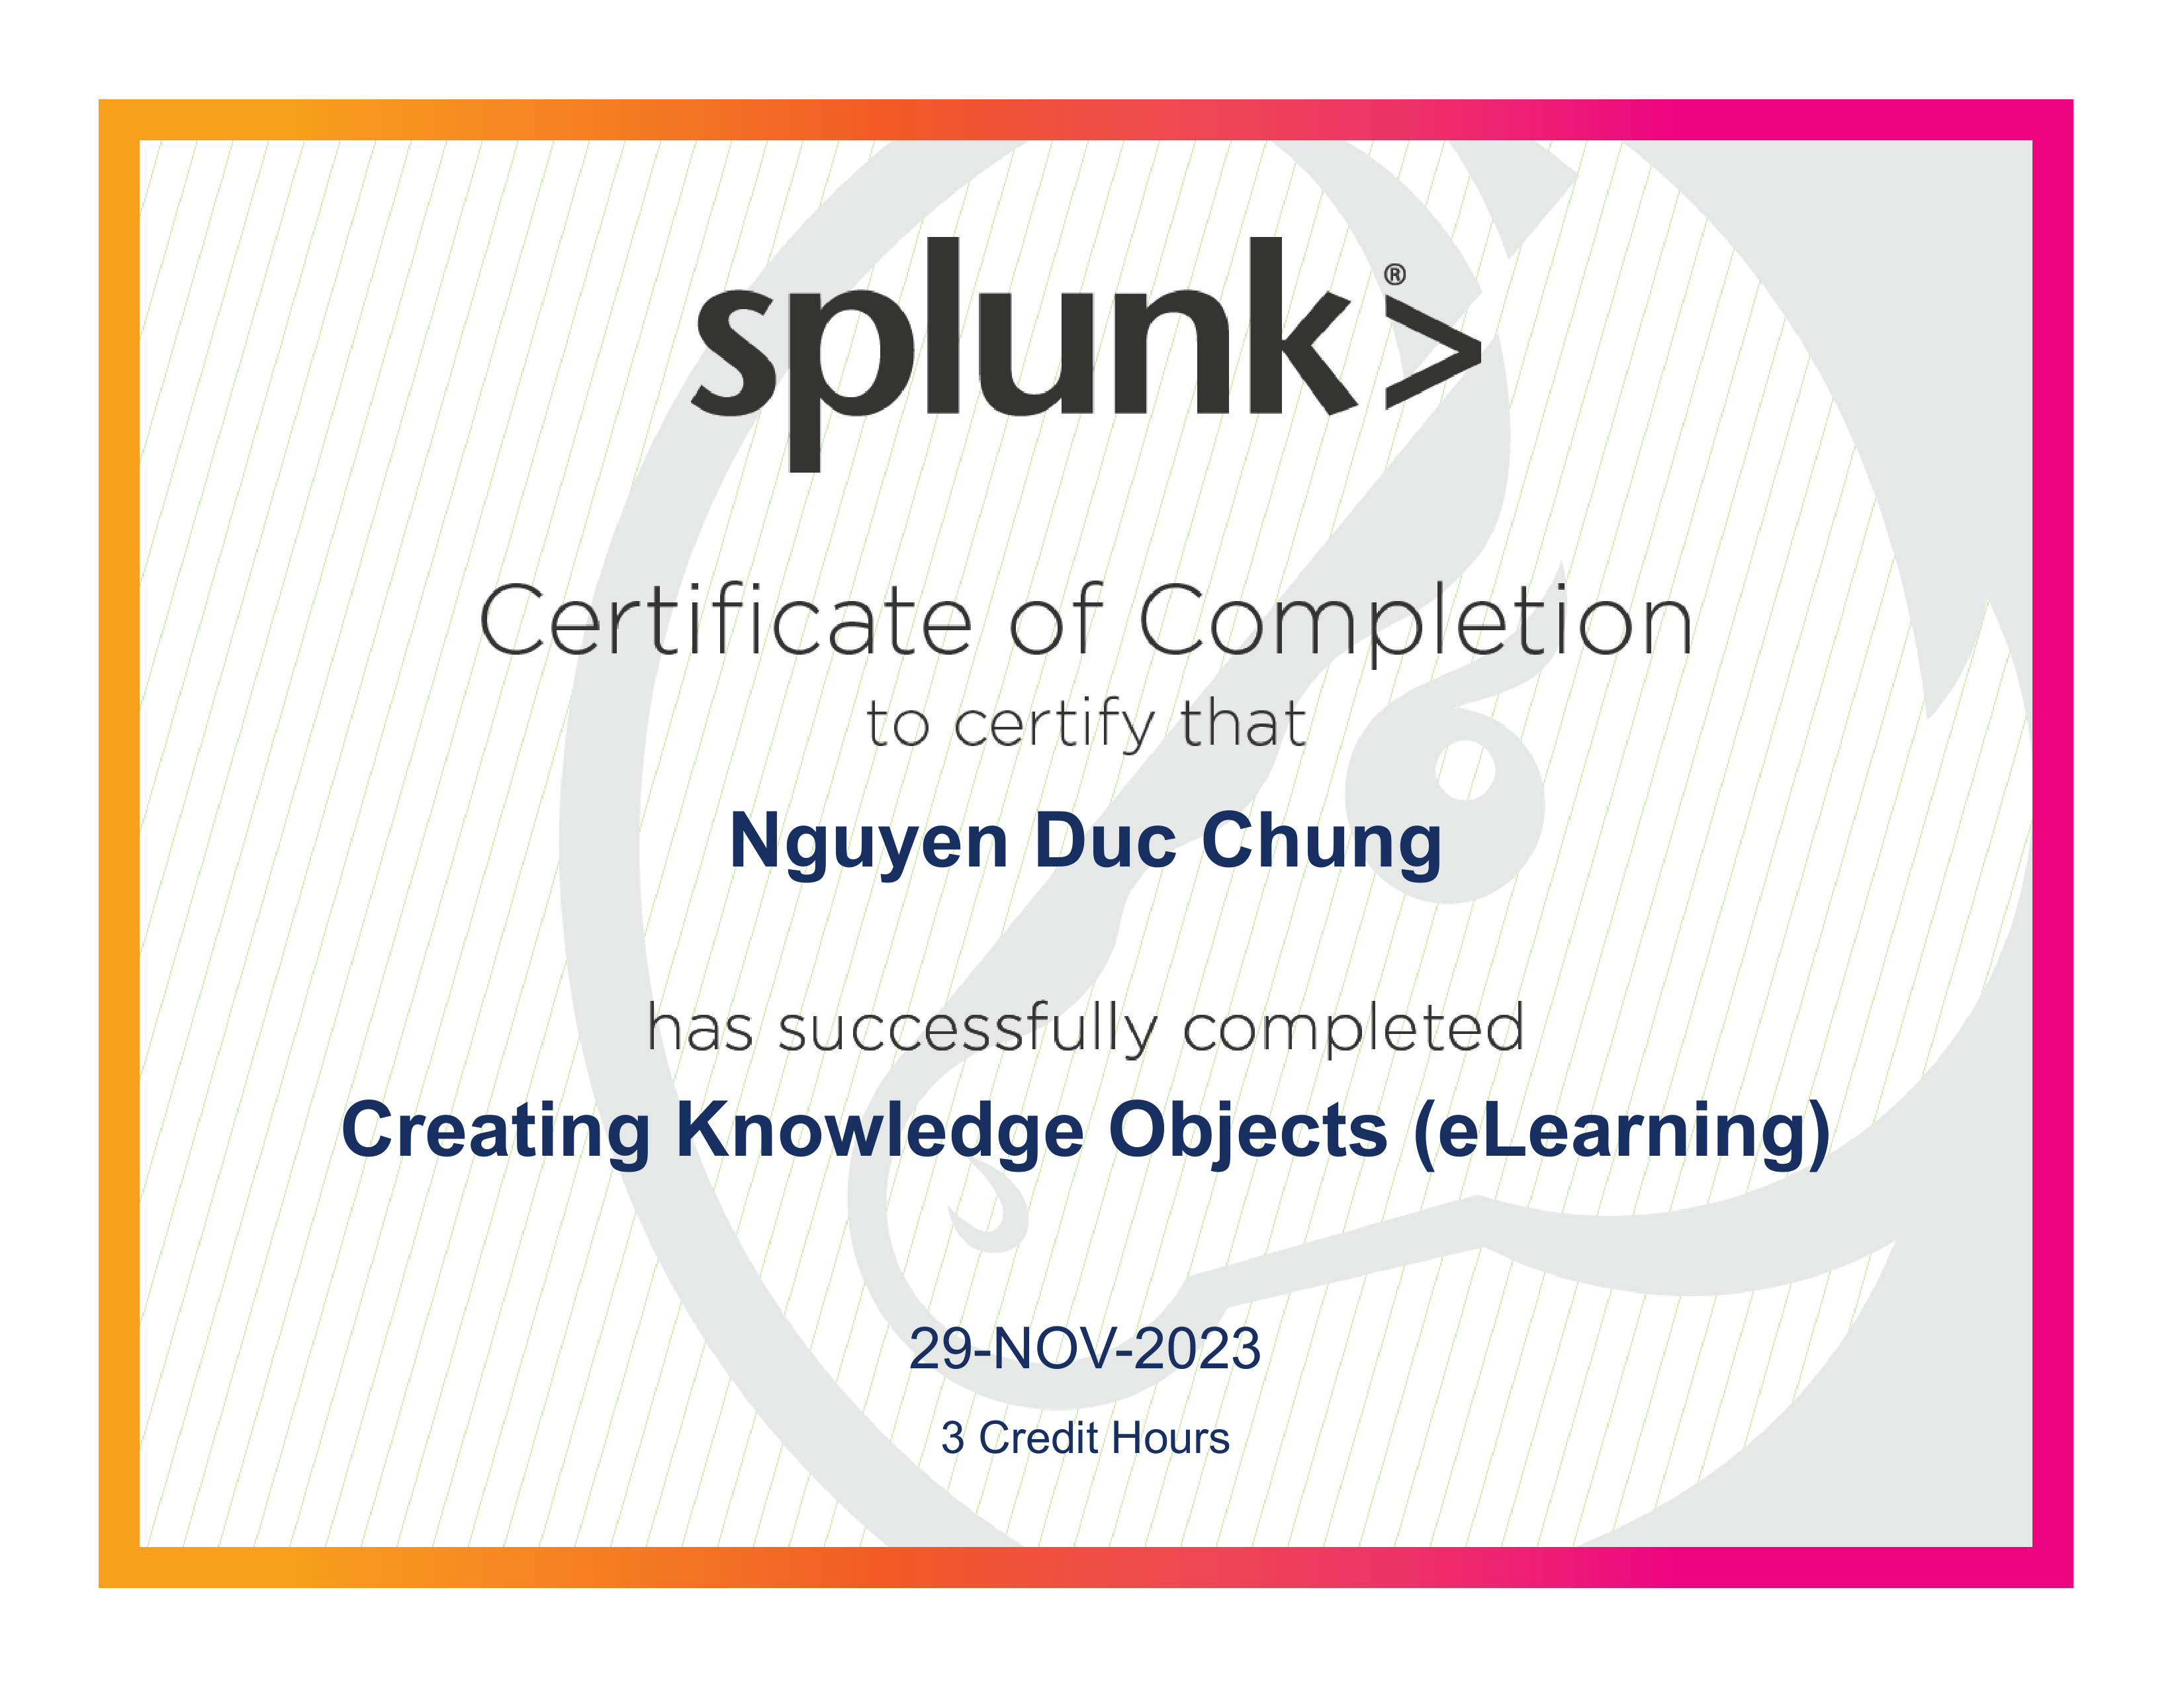 splunk>®
Certificate of Completion
to certify that
Nguyen Duc Chung
has successfully completed
Creating Knowledge Objects (eLearning)
29-NOV-2023
3 Credit Hours